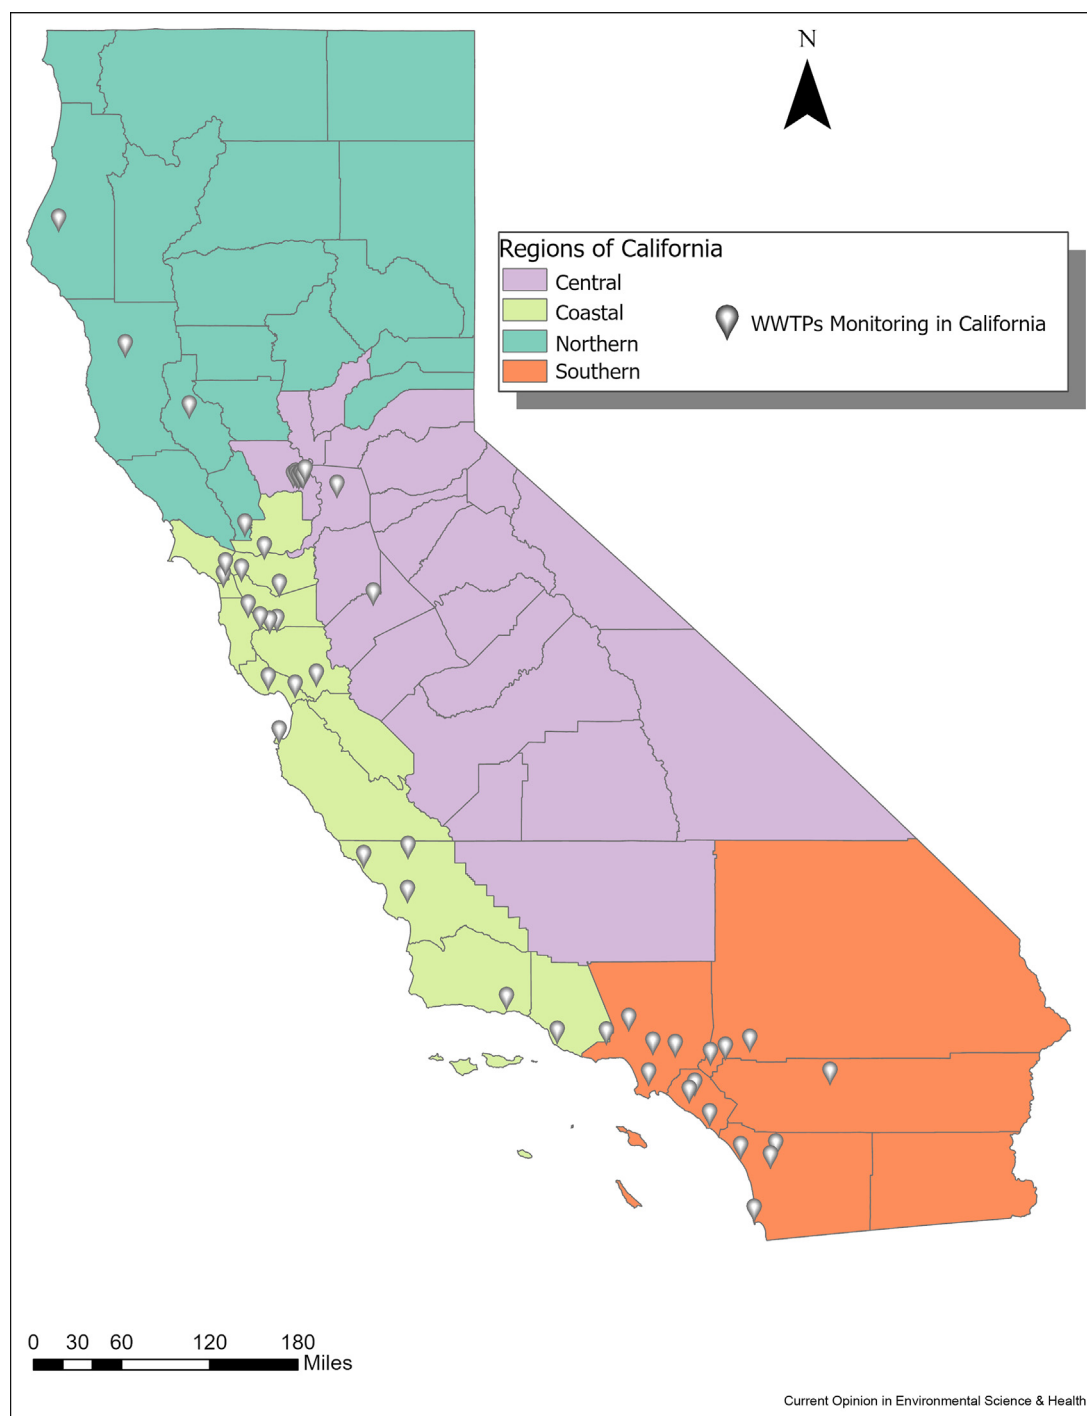 N
Regions of California
Central
Coastal
Northern
Southern
WWTPs Monitoring in California
0 30 60 120 180
Miles
Current Opinion in Environmental Science & Health